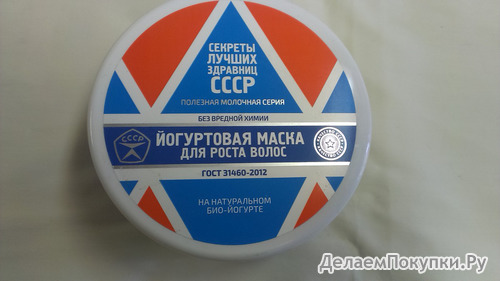 СЕКРЕТЫ
ЛУЧШИХ
ЗДРАВНИЦ
СССР
ПОЛЕЗНАЯ МОЛОЧНАЯ СЕРИЯ
БЕЗ ВРЕДНОЙ ХИМИИ
СССР
ЙОГУРТОВАЯ МАСКА
ДЛЯ РОСТА ВОЛОС
ГОСТ 31460-2012
НА НАТУРАЛЬНОМ
БИО-ЙОГУРТЕ
ДелаемПокупки.Ру